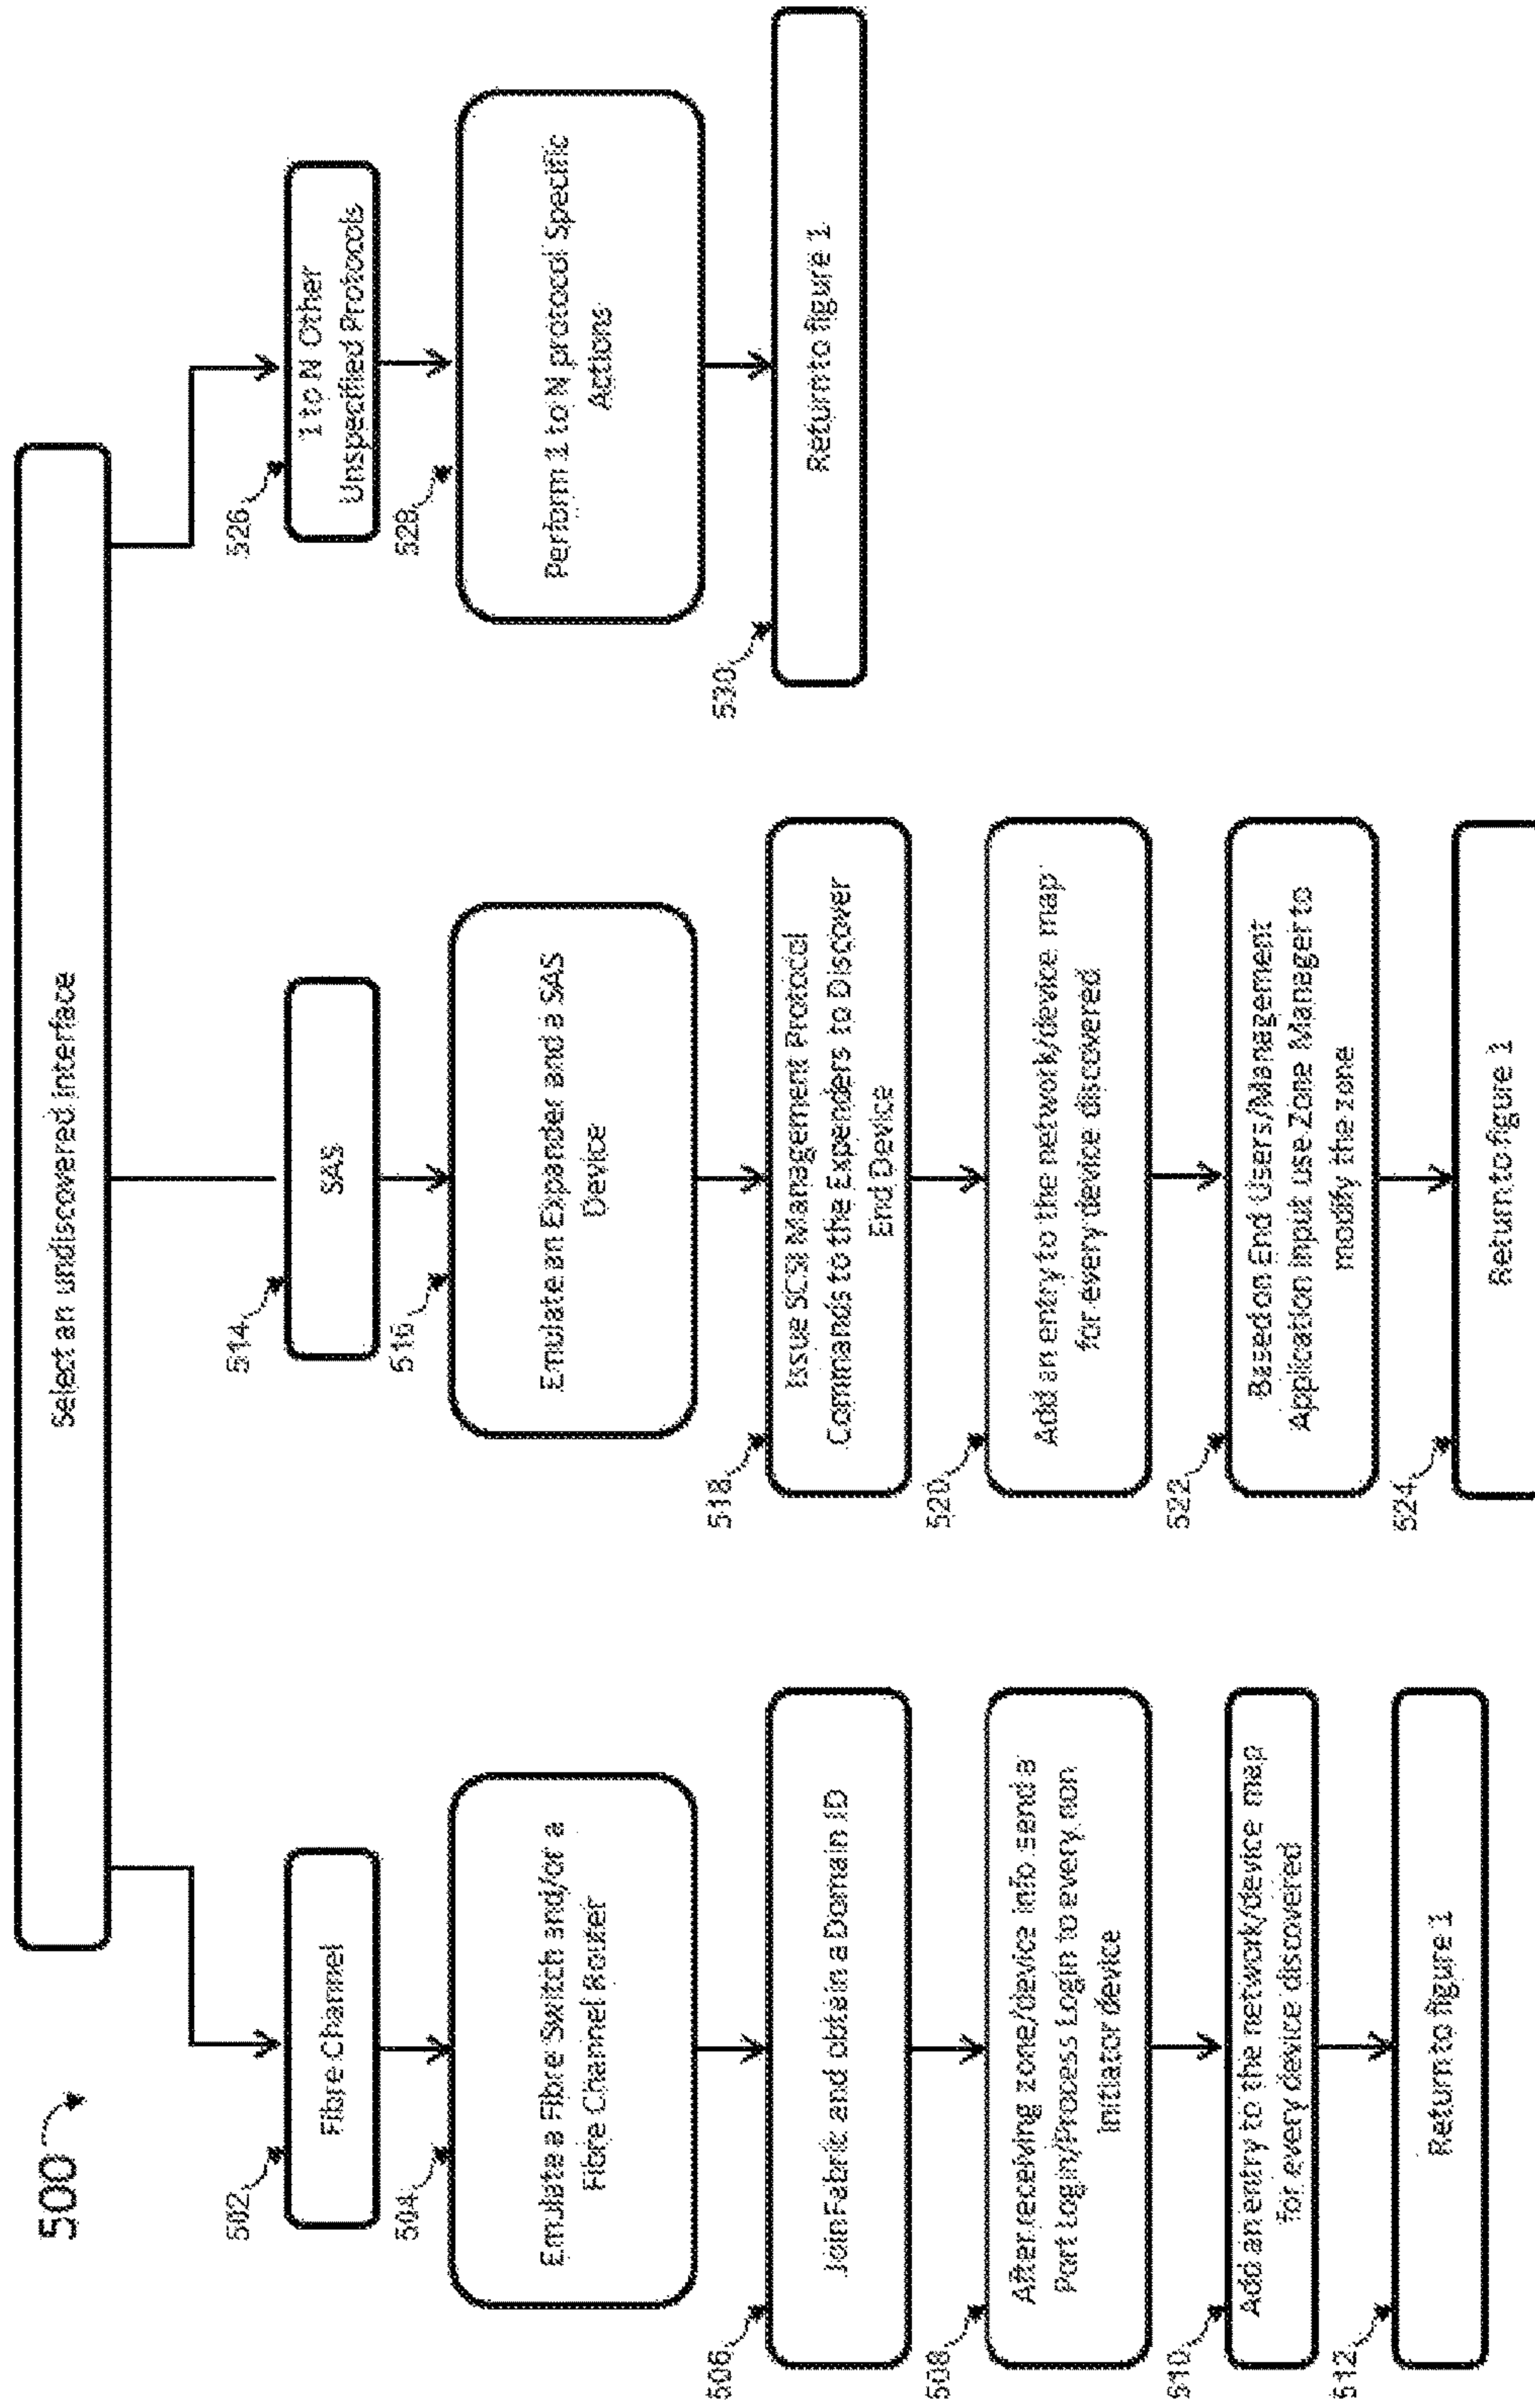 500
Select an undiscovered interface
502
Fibre Channel
504
Emulate a Fibre Switch and/or a
Fibre Channel Router
506
Join Fabric and obtain a Domain ID
508
After receiving zone/device info send a
Port Login/Process Login to every non
initiator device
510
Add an entry to the network/device map
for every device discovered
512
Return to figure 1
514
SAS
516
Emulate an Expander and a SAS
Device
518
Issue SCSI Management Protocol
Commands to the Expenders to Discover
End Device
520
Add an entry to the network/device map
for every device discovered
522
Based on End Users/Management
Application input use Zone Manager to
modify the zone
524
Return to figure 1
526
1 to N Other
Unspecified Protocols
528
Perform 1 to N protocol Specific
Actions
530
Return to figure 1